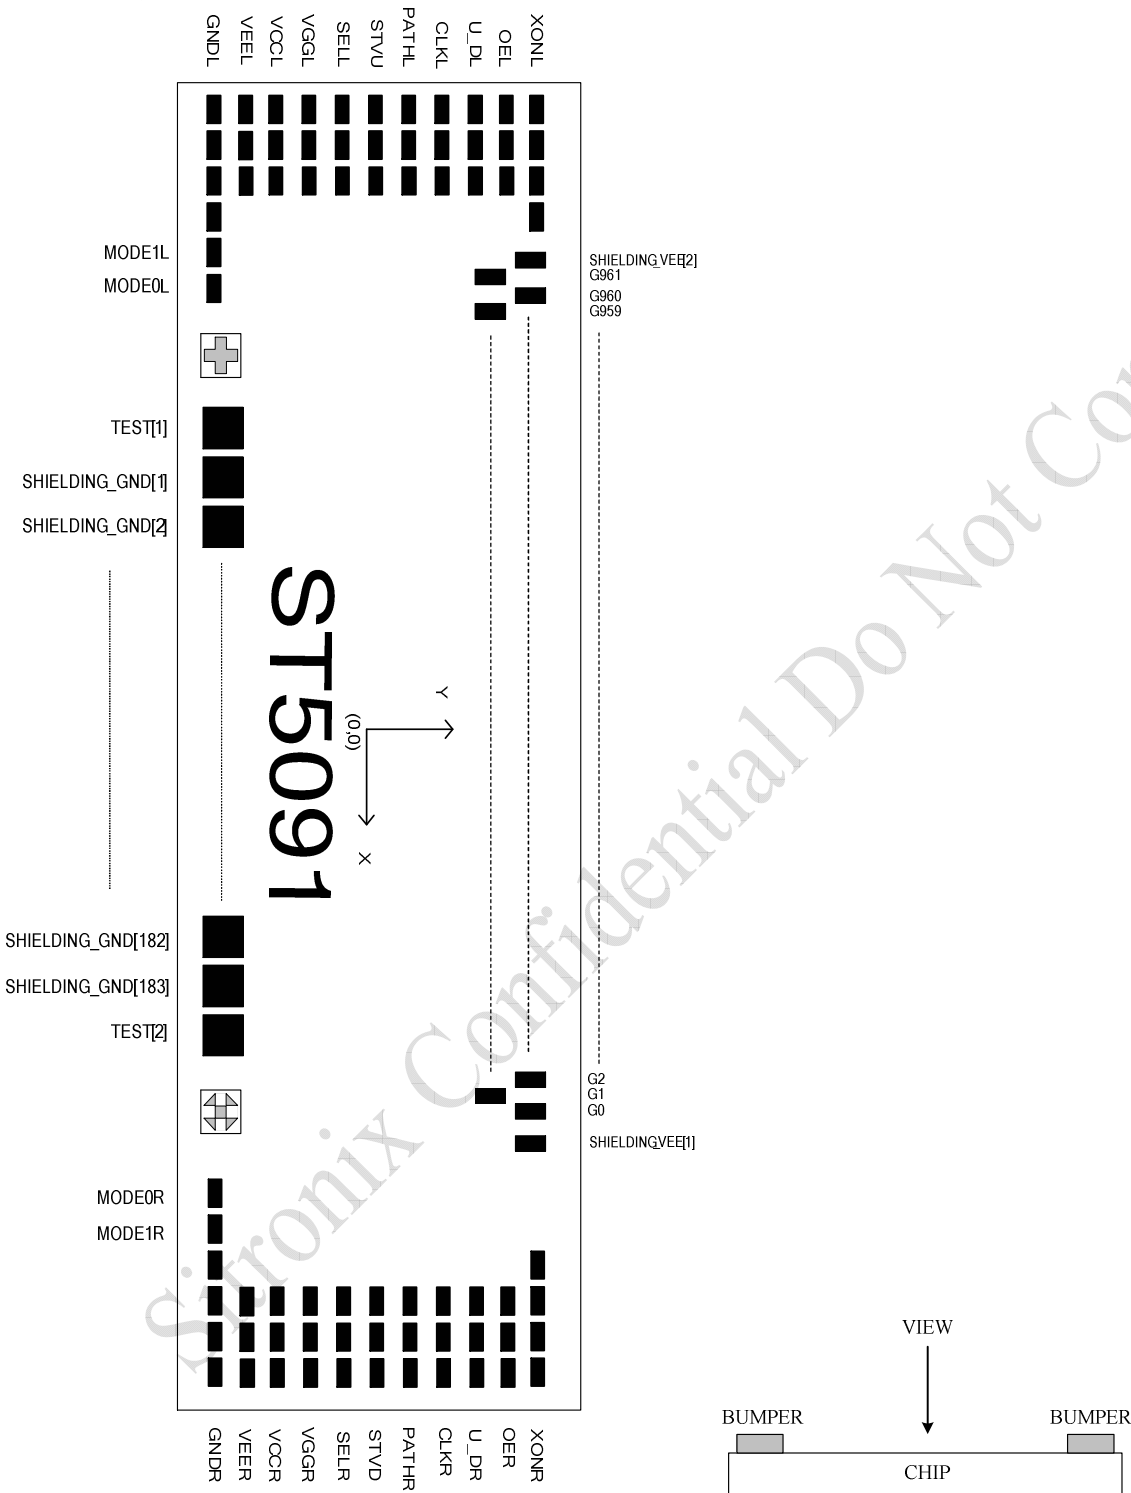 GNDL
VEEL
VCCL
VGGL
SELL
STVU
PATHL
CLKL
U_DL
OEL
XONL
MODE1L
MODE0L
SHIELDING_VEE[2]
G961
G960
G959
TEST[1]
SHIELDING_GND[1]
SHIELDING_GND[2]
ST5091
(0,0)
Y
X
SHIELDING_GND[182]
SHIELDING_GND[183]
TEST[2]
G2
G1
G0
SHIELDINGVEE[1]
MODE0R
MODE1R
GNDR
VEER
VCCR
VGGR
SELR
STVD
PATHR
CLKR
U_DR
OER
XONR
VIEW
BUMPER
BUMPER
CHIP
Sitronix Confidential Do Not